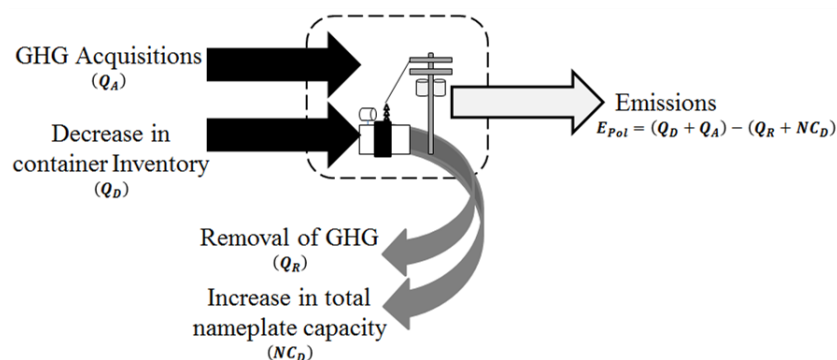 GHG Acquisitions
(Q_A)
Decrease in
container Inventory
(Q_D)
Emissions
E_Pol = (Q_D + Q_A) − (Q_R + NC_D)
Removal of GHG
(Q_R)
Increase in total
nameplate capacity
(NC_D)